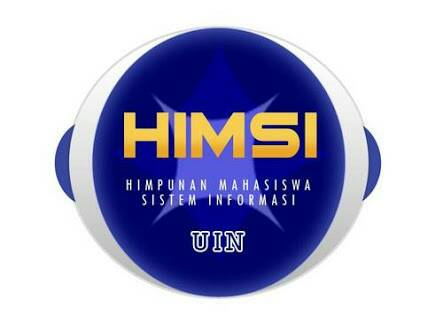 HIMSI
HIMPUNAN MAHASISWA
SISTEM INFORMASI
UIN